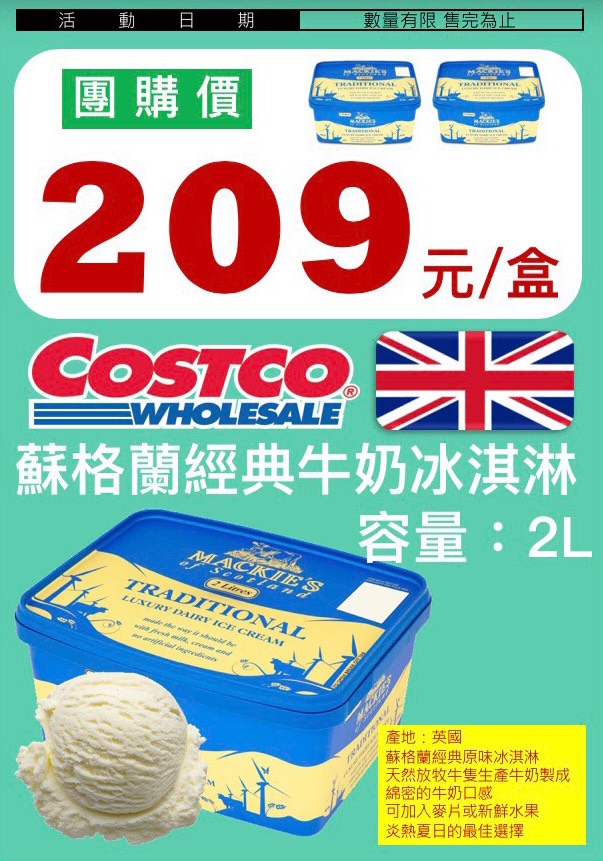 活動日期 數量有限 售完為止
團購價
209元/盒
COSTCO®
WHOLESALE
蘇格蘭經典牛奶冰淇淋
容量：2L
MACKIE'S
of Scotland
2 Litres
TRADITIONAL
LUXURY DAIRY ICE CREAM
made the way it should be
with fresh milk, cream and
no artificial ingredients
MACKIE'S
TRADITIONAL
產地：英國
蘇格蘭經典原味冰淇淋
天然放牧牛隻生產牛奶製成
綿密的牛奶口感
可加入麥片或新鮮水果
炎熱夏日的最佳選擇